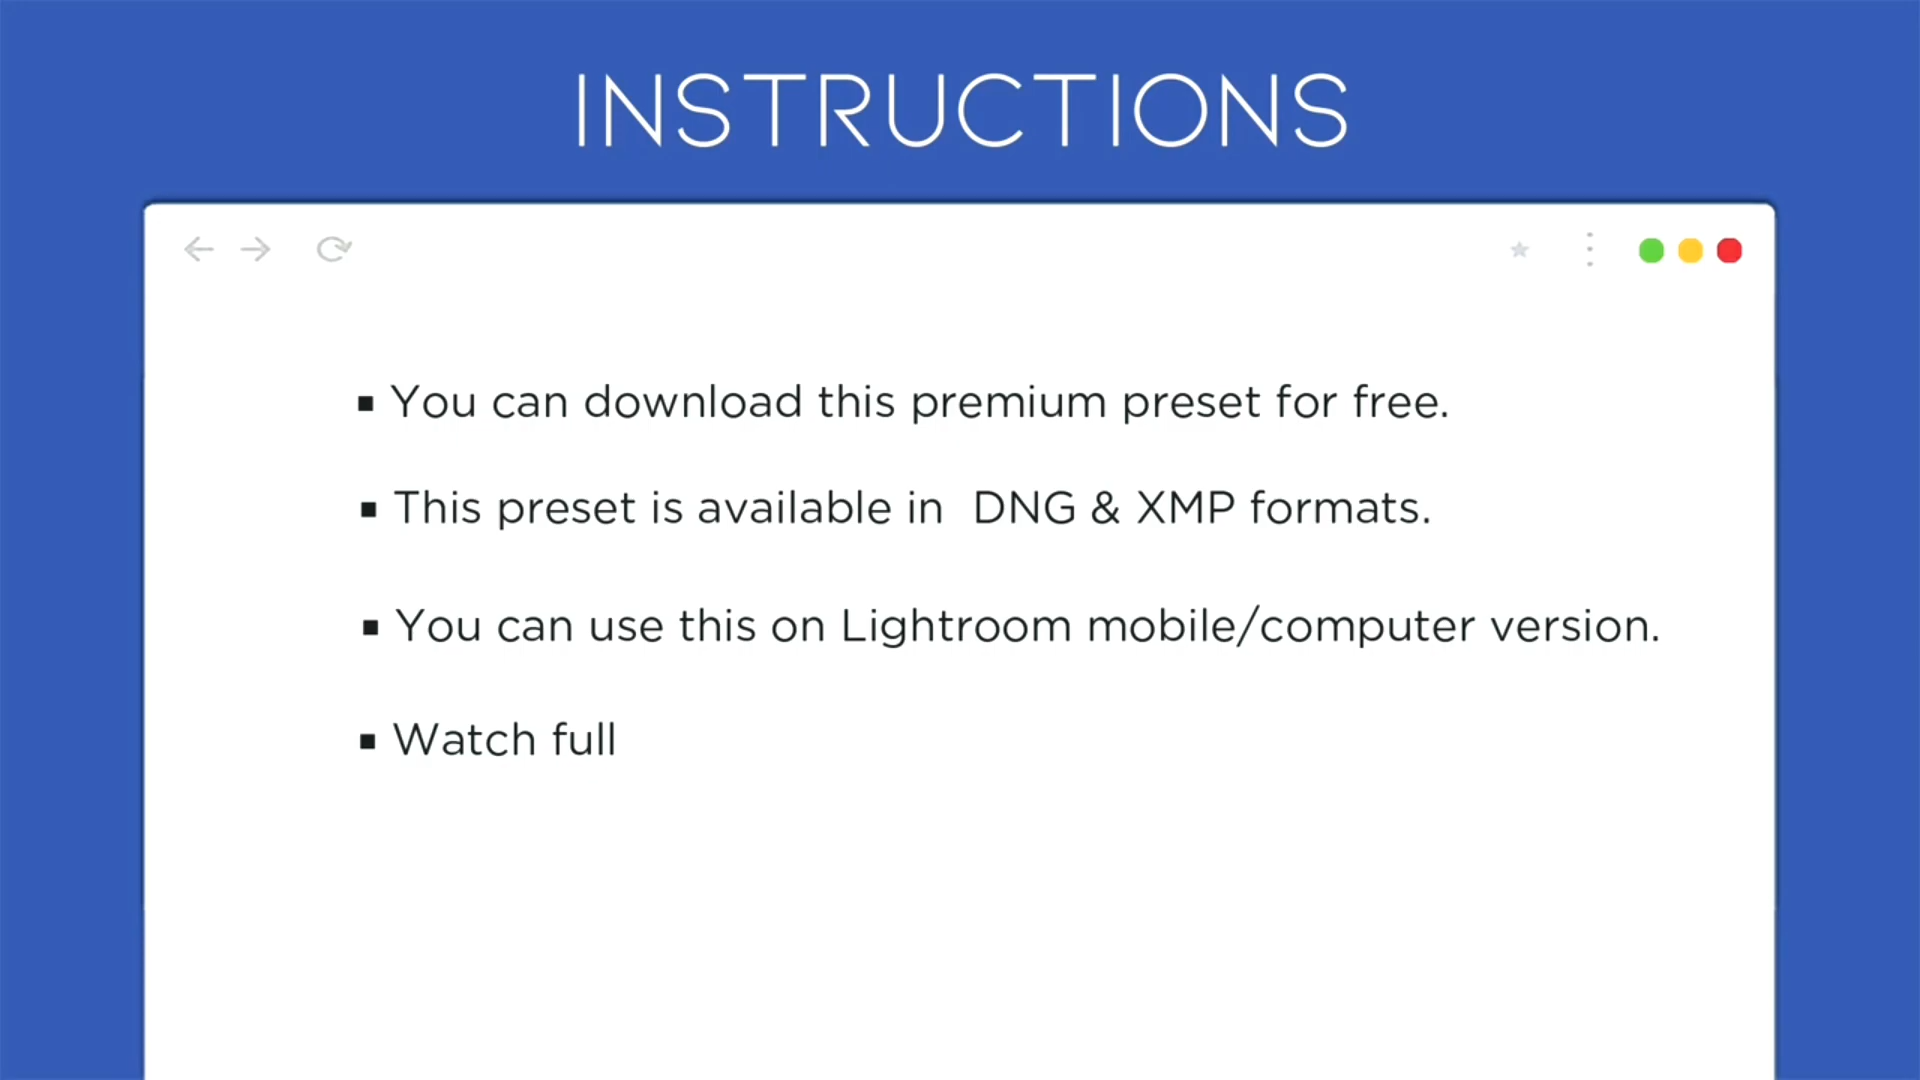 INSTRUCTIONS
▪ You can download this premium preset for free.
▪ This preset is available in  DNG & XMP formats.
▪ You can use this on Lightroom mobile/computer version.
▪ Watch full